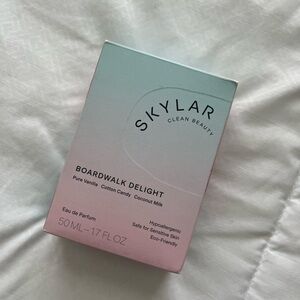 SKYLAR
CLEAN BEAUTY
BOARDWALK DELIGHT
Pure Vanilla · Cotton Candy · Coconut Milk
Eau de Parfum
50 ML – 1.7 FL OZ
Hypoallergenic
Safe for Sensitive Skin
Eco-Friendly